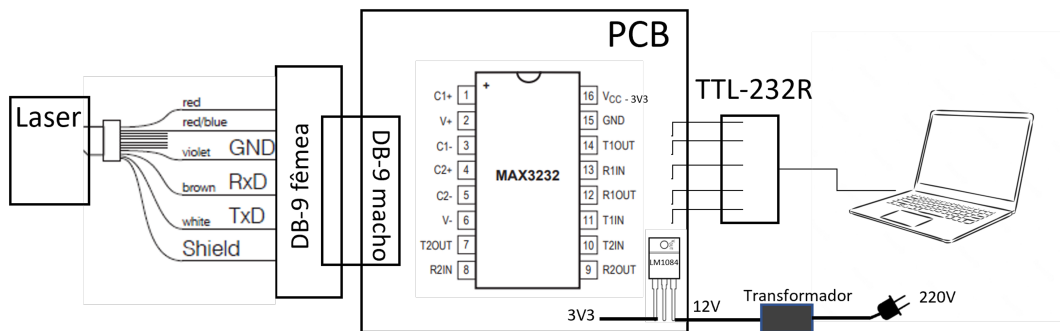 PCB
Laser
red
red/blue
violet GND
brown RxD
white TxD
Shield
DB-9 fêmea
DB-9 macho
+
MAX3232
C1+ 1
V+ 2
C1- 3
C2+ 4
C2- 5
V- 6
T2OUT 7
R2IN 8
16 VCC - 3V3
15 GND
14 T1OUT
13 R1IN
12 R1OUT
11 T1IN
10 T2IN
9 R2OUT
TTL-232R
LM1084
3V3
12V
Transformador
220V